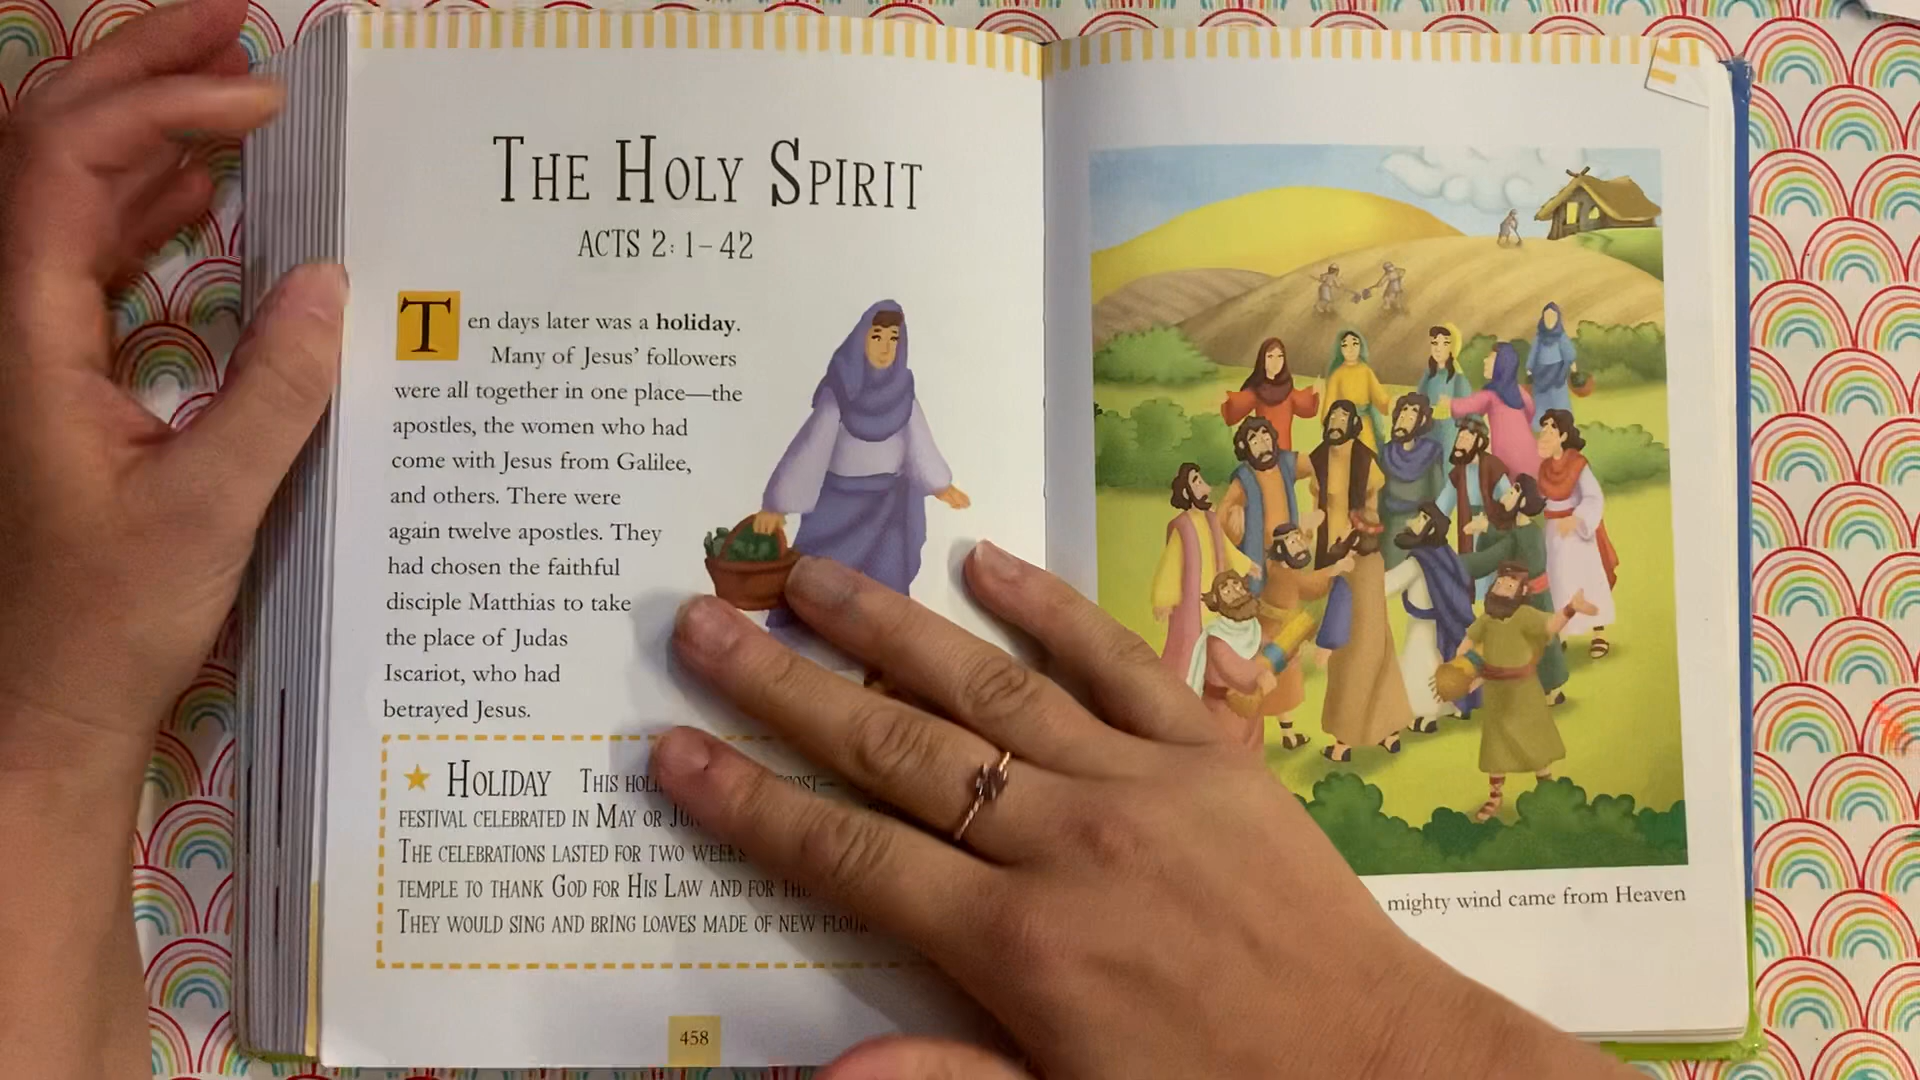 THE HOLY SPIRIT
ACTS 2: 1–42
Ten days later was a holiday.
Many of Jesus’ followers
were all together in one place—the
apostles, the women who had
come with Jesus from Galilee,
and others. There were
again twelve apostles. They
had chosen the faithful
disciple Matthias to take
the place of Judas
Iscariot, who had
betrayed Jesus.
HOLIDAY THIS
FESTIVAL CELEBRATED IN MAY OR
THE CELEBRATIONS LASTED FOR TWO WEEKS
TEMPLE TO THANK GOD FOR HIS LAW AND FOR THE
THEY WOULD SING AND BRING LOAVES MADE OF NEW FLOUR
458
mighty wind came from Heaven